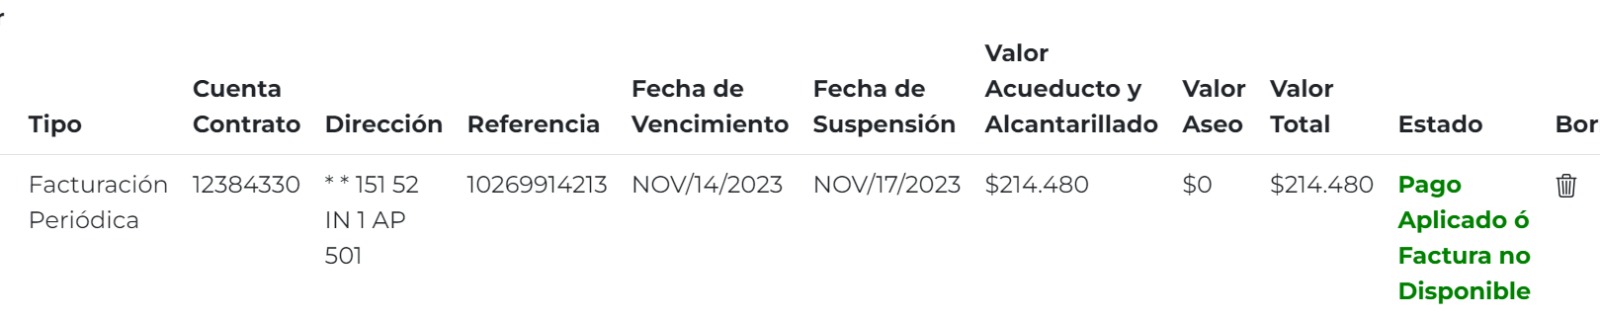 Valor
Cuenta Fecha de Fecha de Acueducto y Valor Valor
Tipo Contrato Dirección Referencia Vencimiento Suspensión Alcantarillado Aseo Total Estado Bor
Facturación 12384330 * * 151 52 10269914213 NOV/14/2023 NOV/17/2023 $214.480 $0 $214.480 Pago
Periódica IN 1 AP Aplicado ó
501 Factura no
Disponible